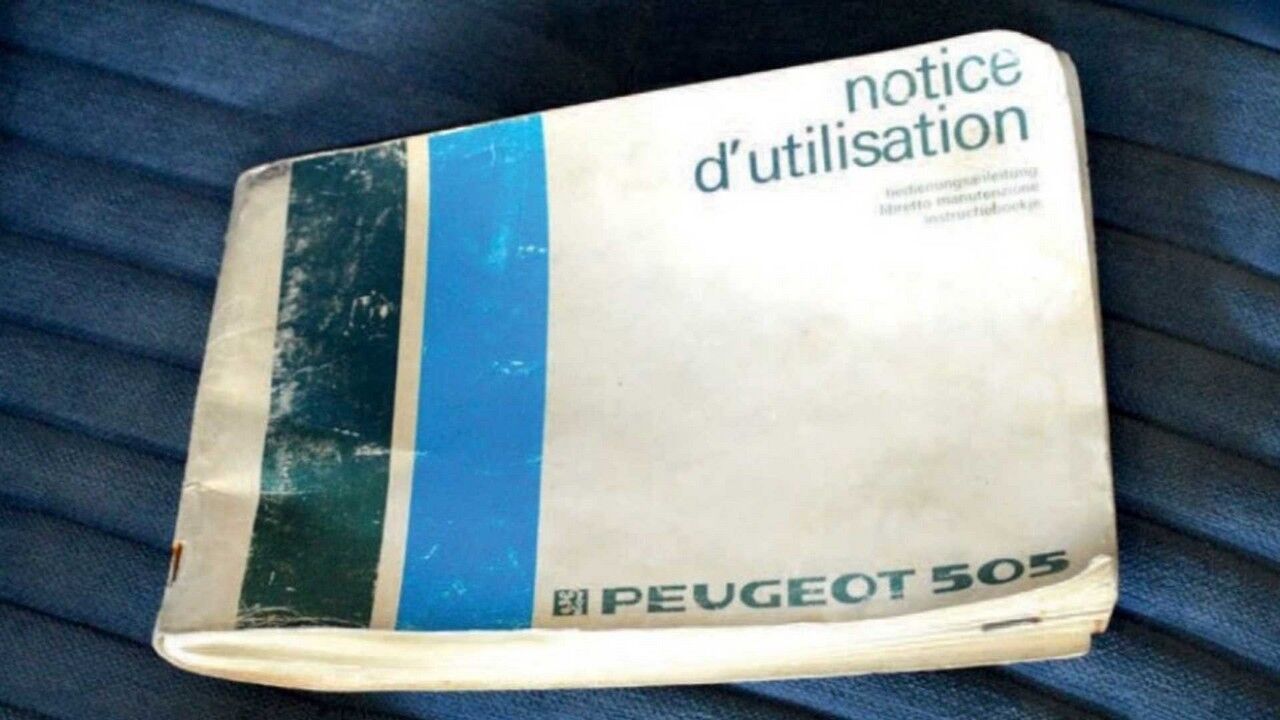 notice
d'utilisation
bedienungsanleitung
libretto manutenzione
instructieboekje
PEUGEOT 505